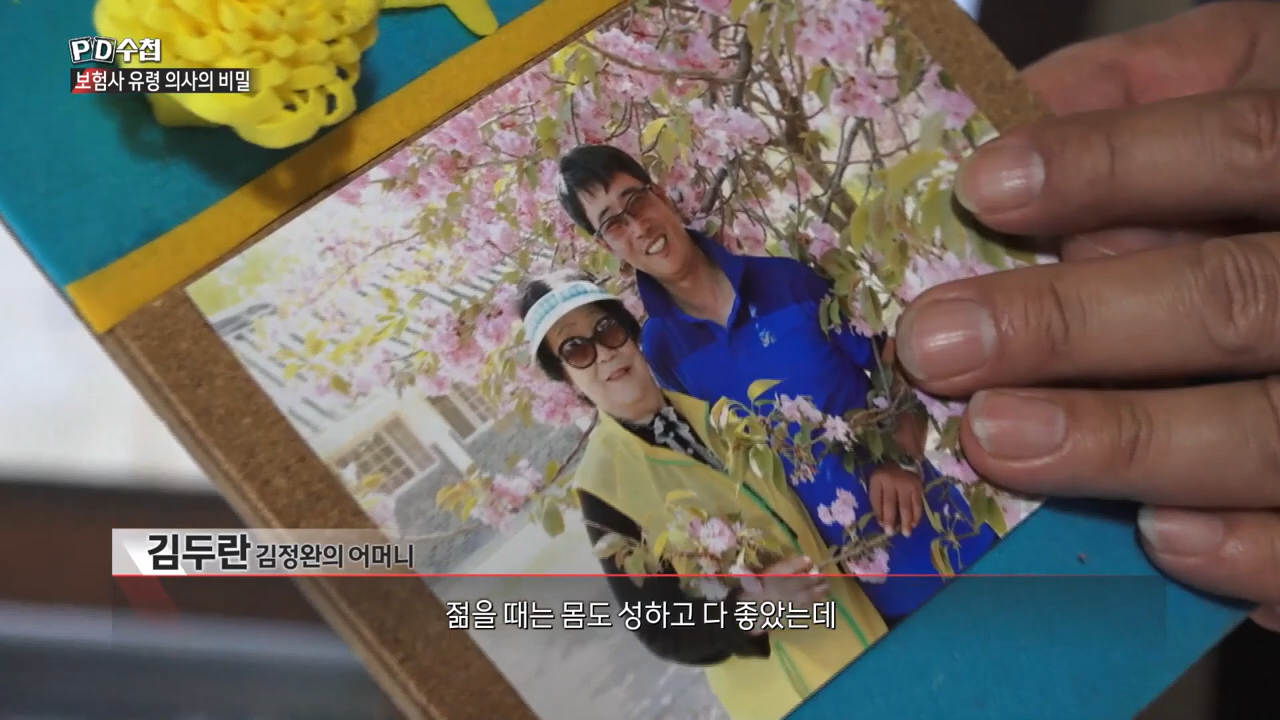 PD수첩
보험사 유령 의사의 비밀
김두란 김정완의 어머니
젊을 때는 몸도 성하고 다 좋았는데